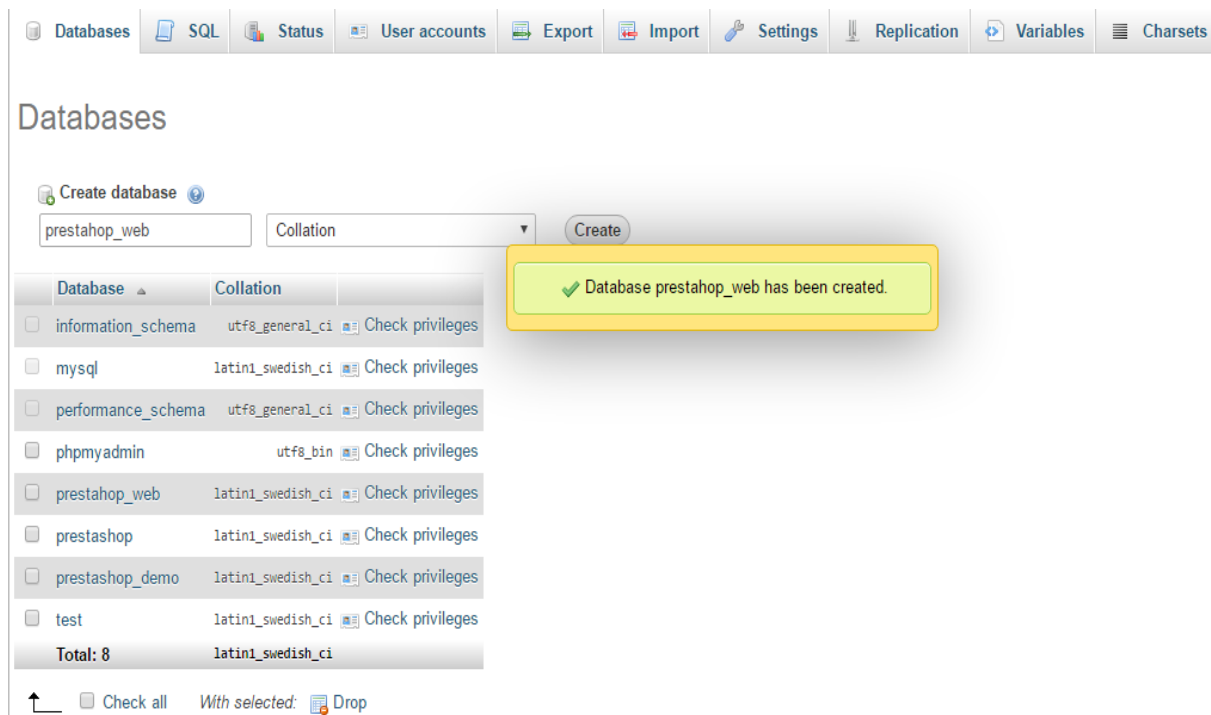 Databases SQL Status User accounts Export Import Settings Replication Variables Charsets
Databases
Create database
prestahop_web Collation Create
Database prestahop_web has been created.
Database Collation
information_schema utf8_general_ci Check privileges
mysql latin1_swedish_ci Check privileges
performance_schema utf8_general_ci Check privileges
phpmyadmin utf8_bin Check privileges
prestahop_web latin1_swedish_ci Check privileges
prestashop latin1_swedish_ci Check privileges
prestashop_demo latin1_swedish_ci Check privileges
test latin1_swedish_ci Check privileges
Total: 8 latin1_swedish_ci
Check all With selected: Drop